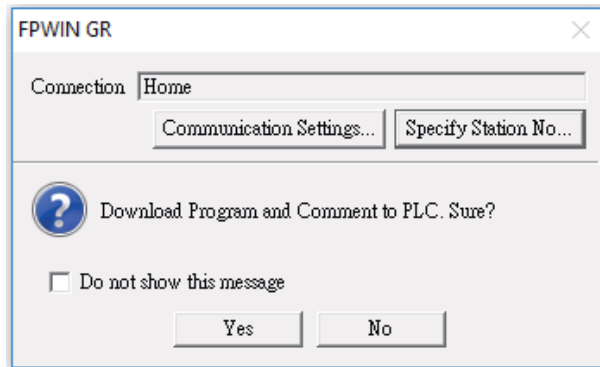 FPWIN GR
Connection Home
Communication Settings... Specify Station No...
Download Program and Comment to PLC. Sure?
Do not show this message
Yes No